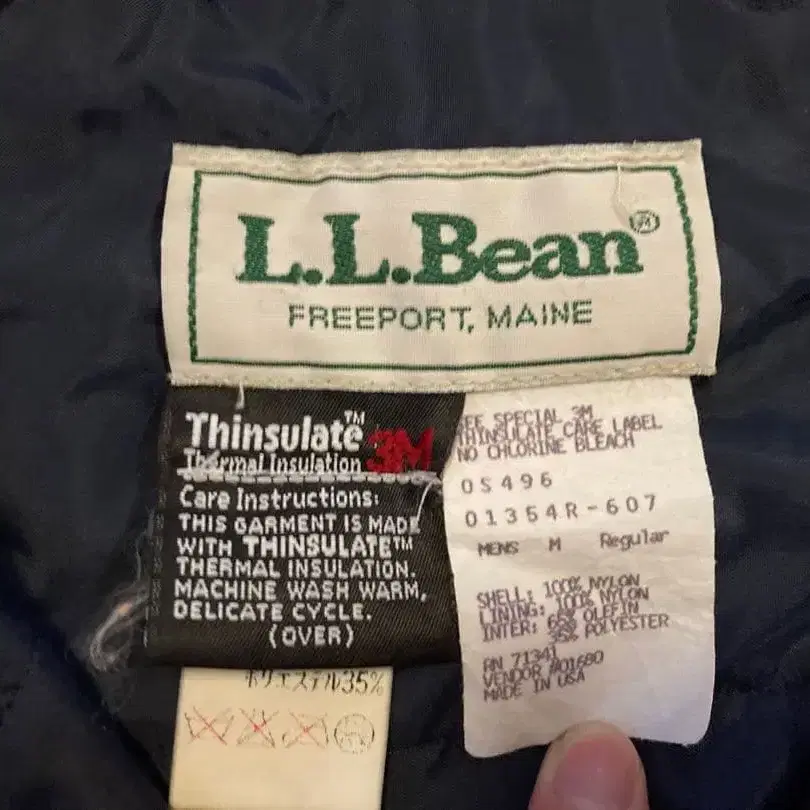 L.L.Bean®
FREEPORT, MAINE
Thinsulate™ 3M
Thermal Insulation
Care Instructions:
THIS GARMENT IS MADE
WITH THINSULATE™
THERMAL INSULATION.
MACHINE WASH WARM,
DELICATE CYCLE.
(OVER)
ポリエステル35%
SEE SPECIAL 3M
THINSULATE CARE LABEL
NO CHLORINE BLEACH
0S496
01354R-607
MENS M Regular
SHELL: 100% NYLON
LINING: 100% NYLON
INTER: 65% OLEFIN
35% POLYESTER
RN 71341
VENDOR #01680
MADE IN USA